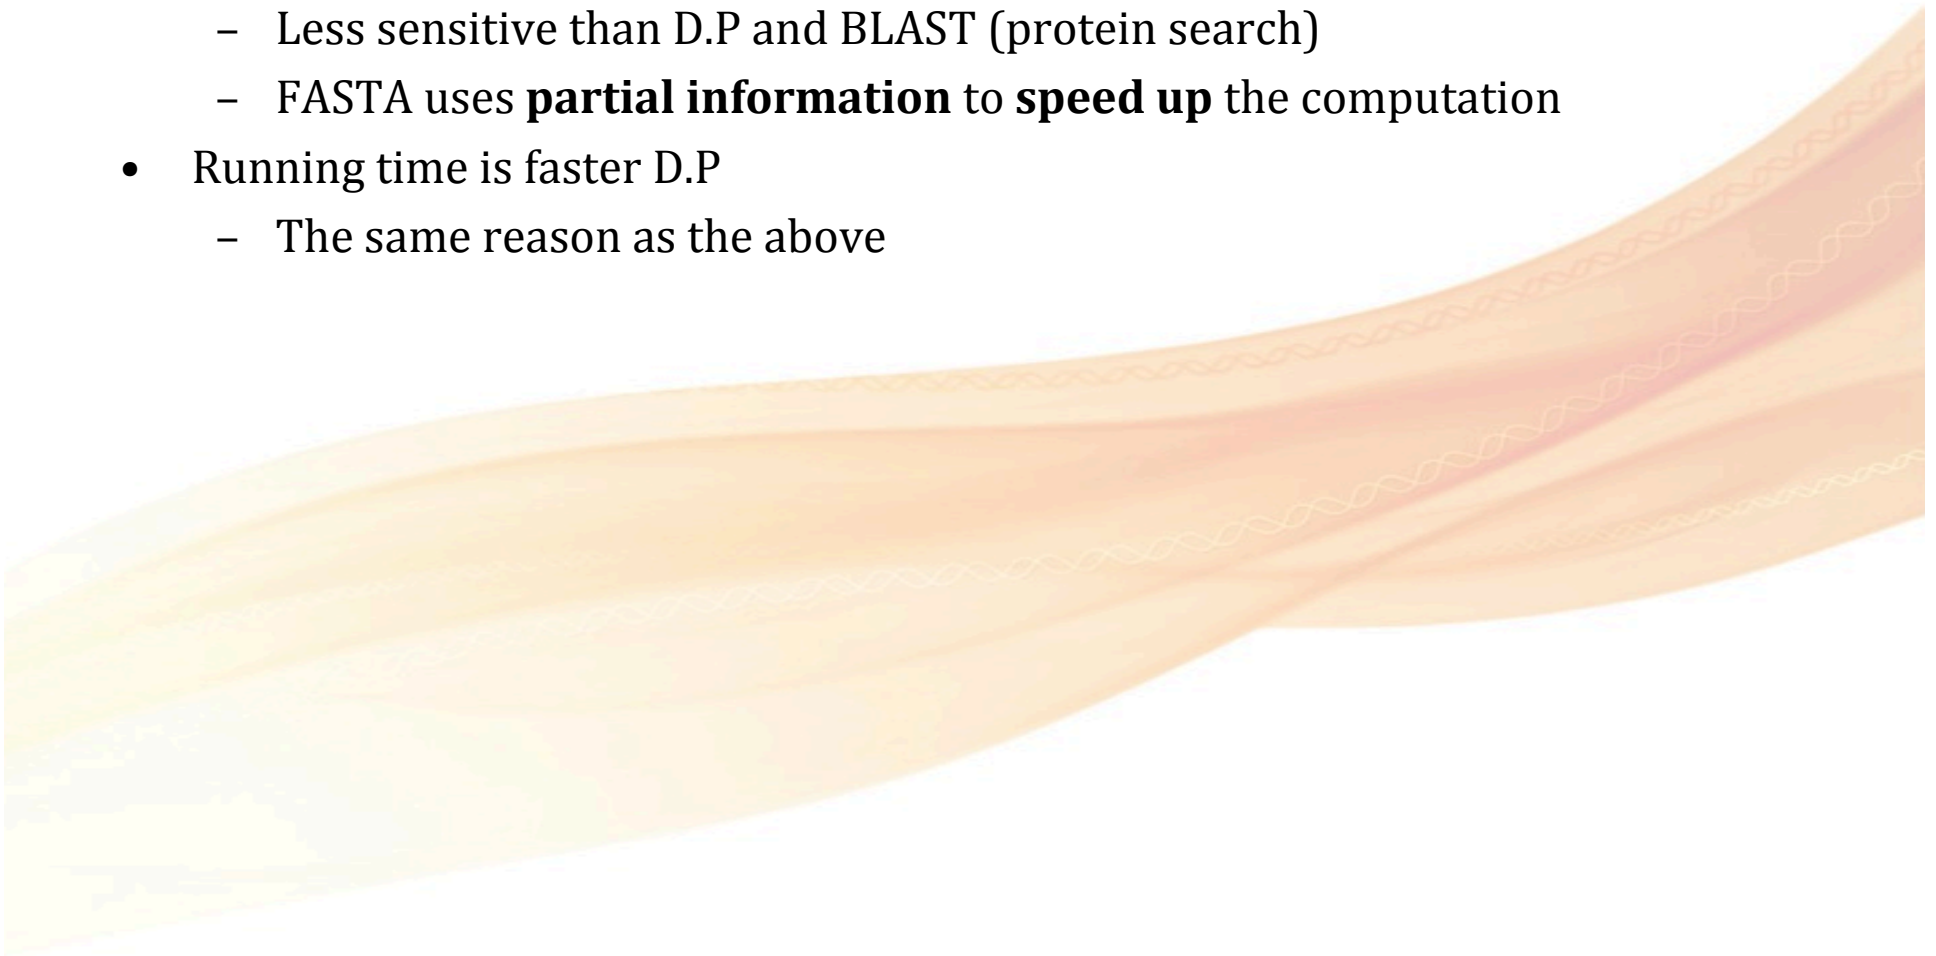 – Less sensitive than D.P and BLAST (protein search)
– FASTA uses partial information to speed up the computation
• Running time is faster D.P
– The same reason as the above